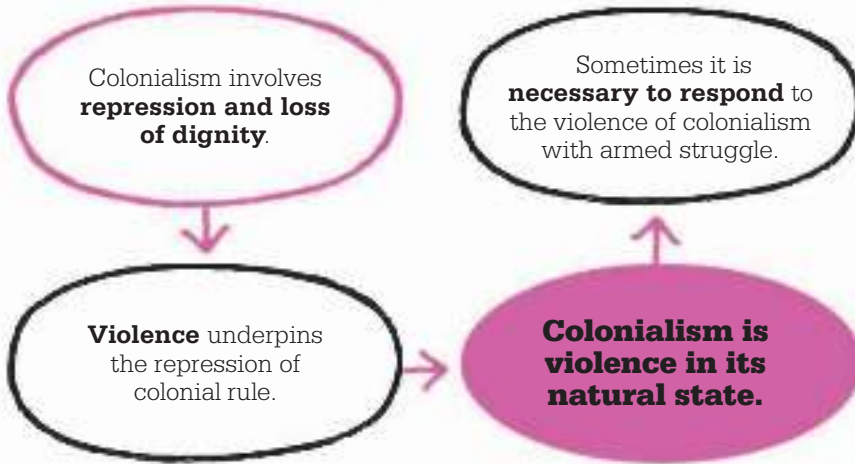 Colonialism involves
repression and loss
of dignity.
Violence underpins
the repression of
colonial rule.
Colonialism is
violence in its
natural state.
Sometimes it is
necessary to respond to
the violence of colonialism
with armed struggle.